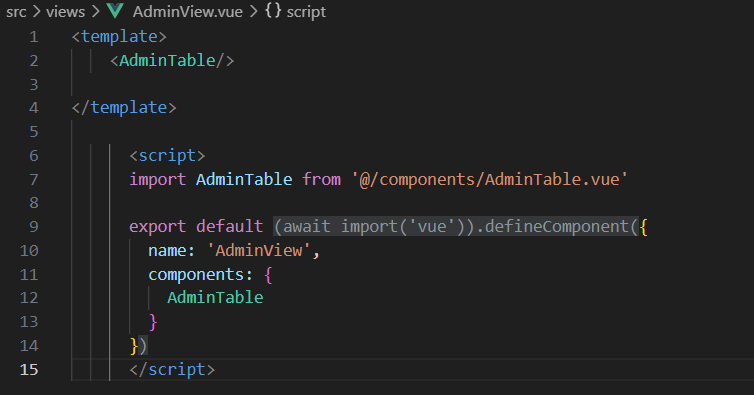 src > views > AdminView.vue > {} script
1 <template>
2     <AdminTable/>
3
4 </template>
5
6       <script>
7       import AdminTable from '@/components/AdminTable.vue'
8
9       export default (await import('vue')).defineComponent({
10        name: 'AdminView',
11        components: {
12          AdminTable
13        }
14      })
15      </script>